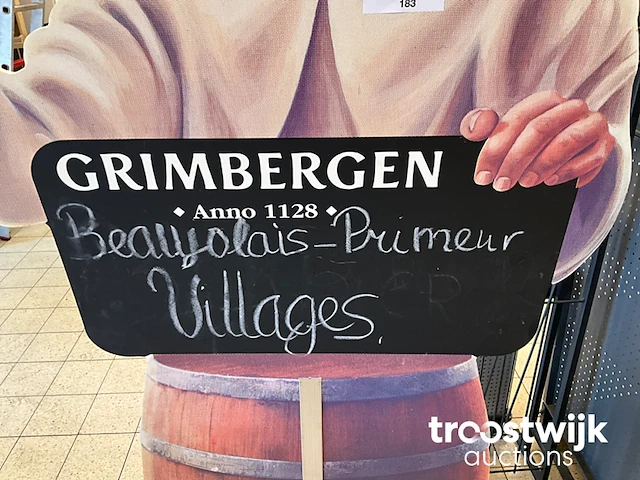 183
GRIMBERGEN
Anno 1128
Beaujolais-Primeur
Villages.
troostwijk
auctions